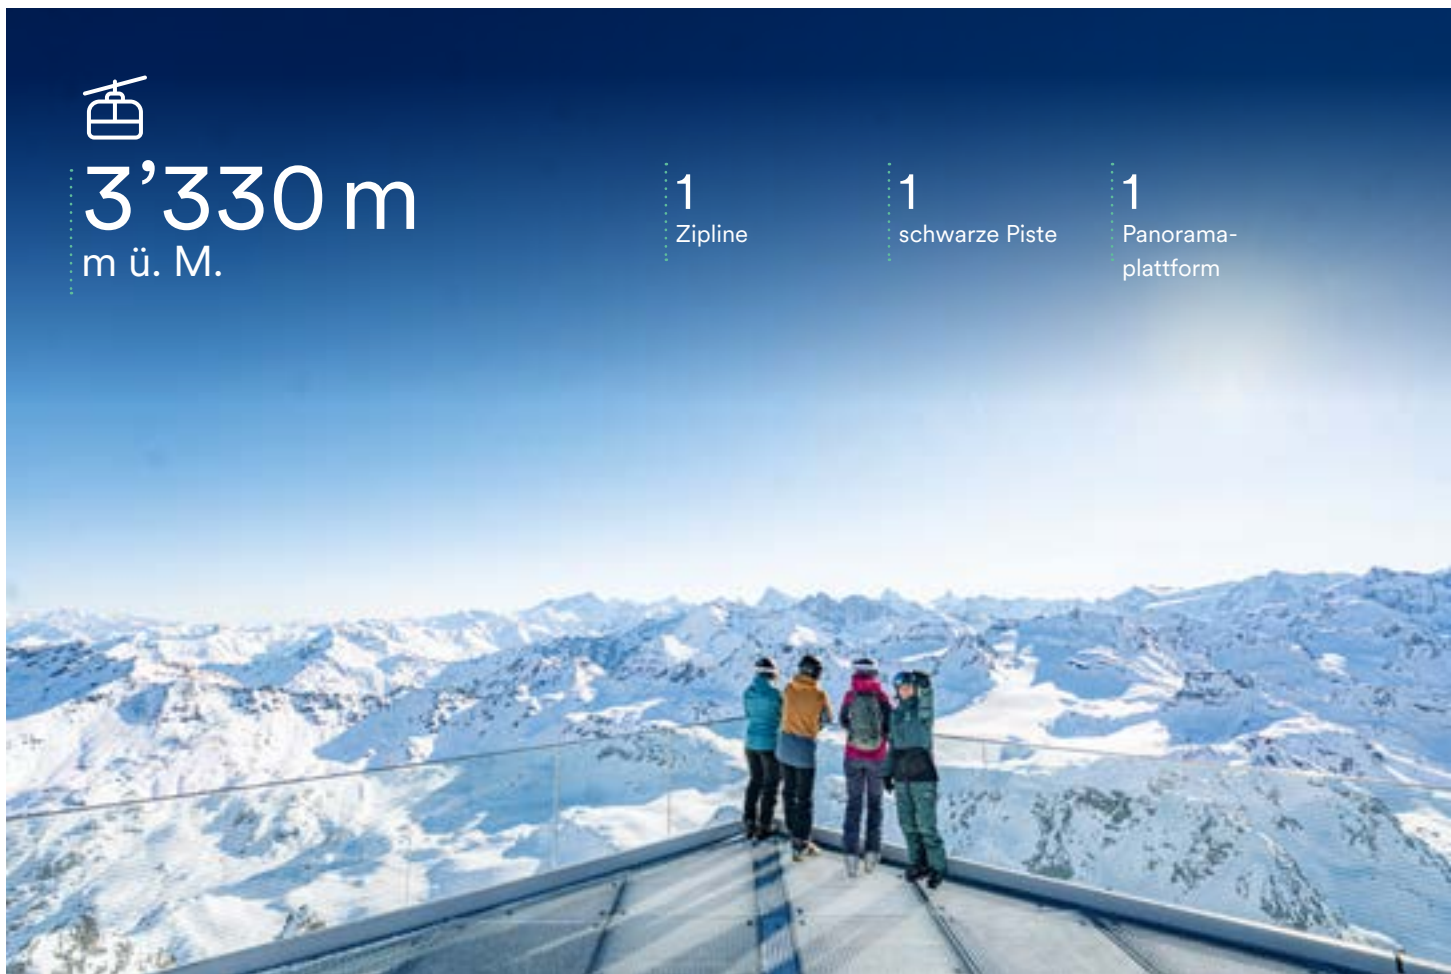 3’330 m
m ü. M.
1
Zipline
1
schwarze Piste
1
Panorama-
plattform